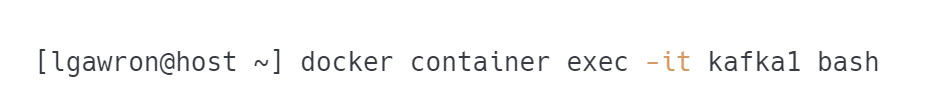 [lgawron@host ~] docker container exec -it kafka1 bash